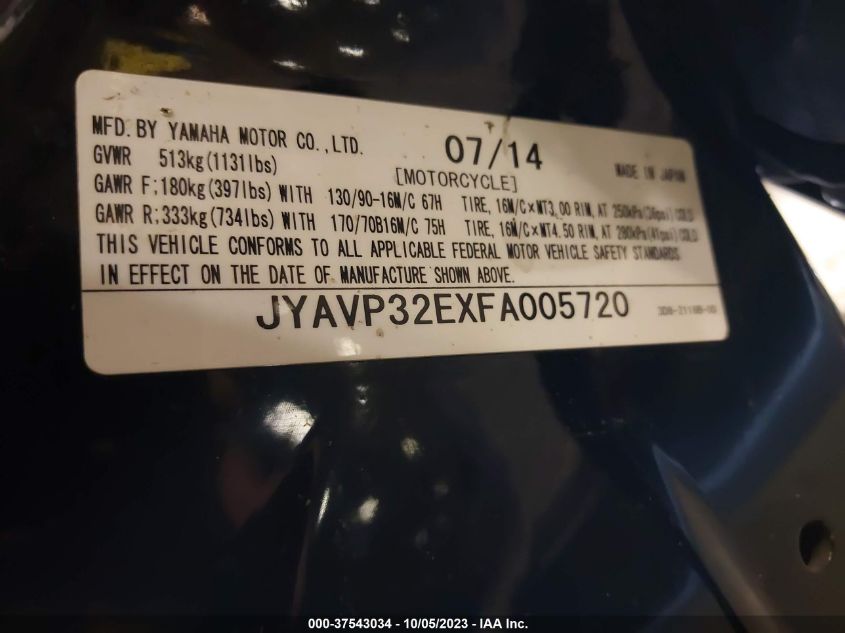 MFD. BY YAMAHA MOTOR CO., LTD. 07/14
GVWR 513kg (1131lbs) [MOTORCYCLE] MADE IN JAPAN
GAWR F; 180kg (397lbs) WITH 130/90-16M/C 67H TIRE, 16M/C×MT3.00 RIM, AT 250kPa (36psi) COLD
GAWR R; 333kg (734lbs) WITH 170/70B16M/C 75H TIRE, 16M/C×MT4.50 RIM, AT 280kPa (41psi) COLD
THIS VEHICLE CONFORMS TO ALL APPLICABLE FEDERAL MOTOR VEHICLE SAFETY STANDARDS
IN EFFECT ON THE DATE OF MANUFACTURE SHOWN ABOVE.
JYAVP32EXFA005720
000-37543034 - 10/05/2023 - IAA Inc.